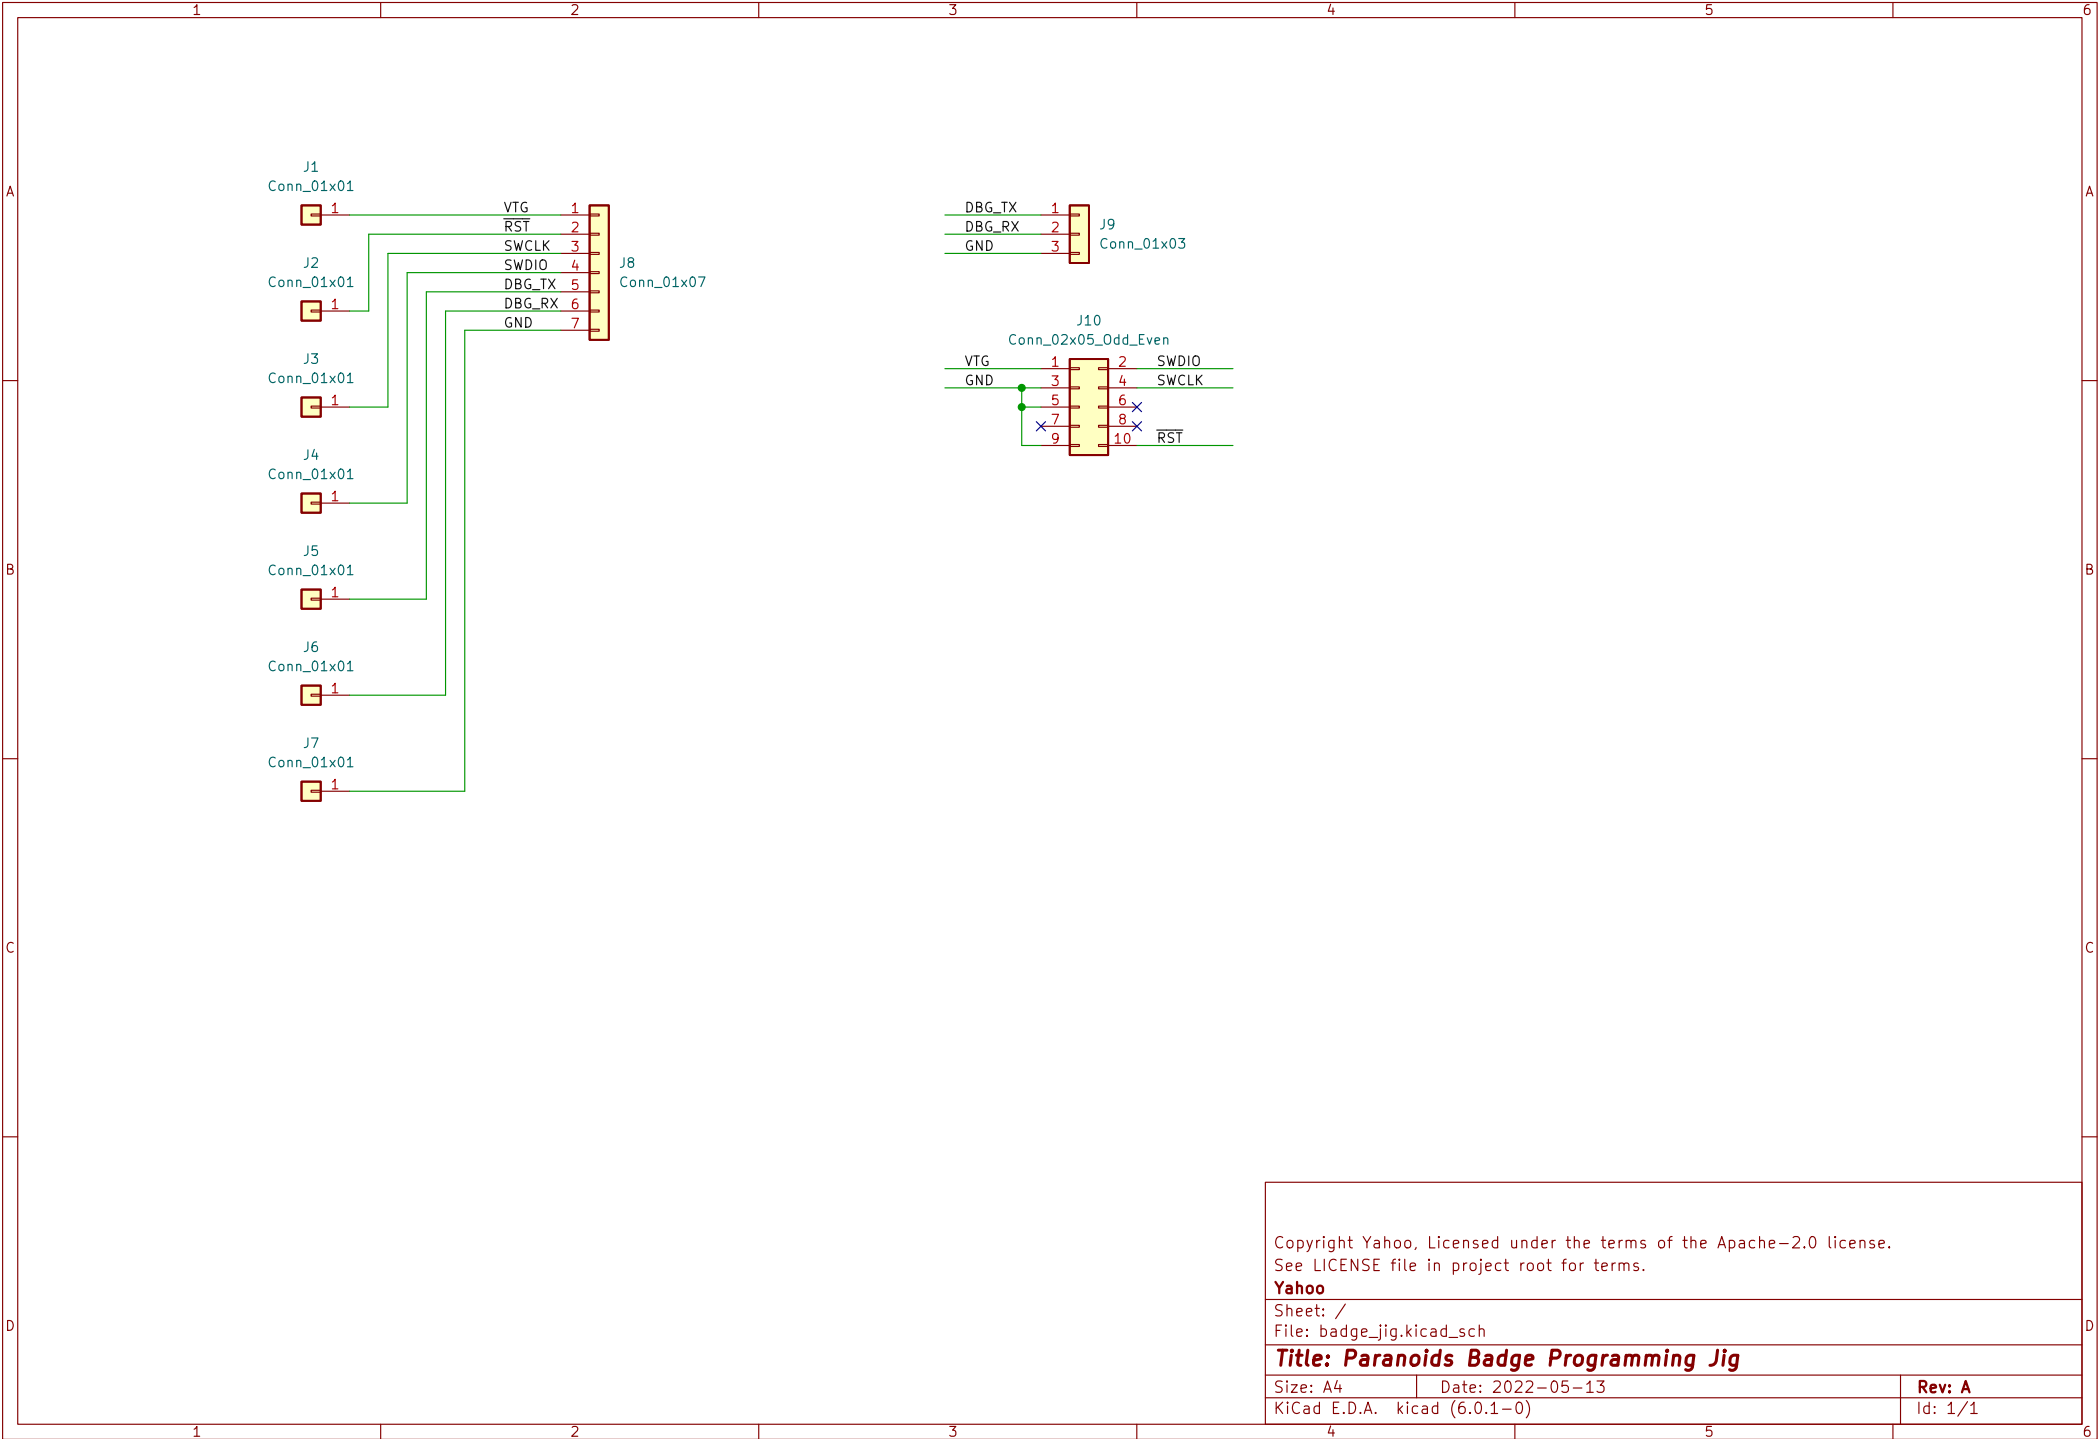 1 2 3 4 5 6
A A
B B
C C
D D
J1
Conn_01x01
1
J2
Conn_01x01
1
J3
Conn_01x01
1
J4
Conn_01x01
1
J5
Conn_01x01
1
J6
Conn_01x01
1
J7
Conn_01x01
1
VTG 1
RST 2
SWCLK 3
SWDIO 4
DBG_TX 5
DBG_RX 6
GND 7
J8
Conn_01x07
DBG_TX 1
DBG_RX 2
GND 3
J9
Conn_01x03
J10
Conn_02x05_Odd_Even
VTG 1 2 SWDIO
GND 3 4 SWCLK
5 6
7 8
9 10 RST
Copyright Yahoo, Licensed under the terms of the Apache-2.0 license.
See LICENSE file in project root for terms.
Yahoo
Sheet: /
File: badge_jig.kicad_sch
Title: Paranoids Badge Programming Jig
Size: A4 Date: 2022-05-13 Rev: A
KiCad E.D.A. kicad (6.0.1-0) Id: 1/1
1 2 3 4 5 6